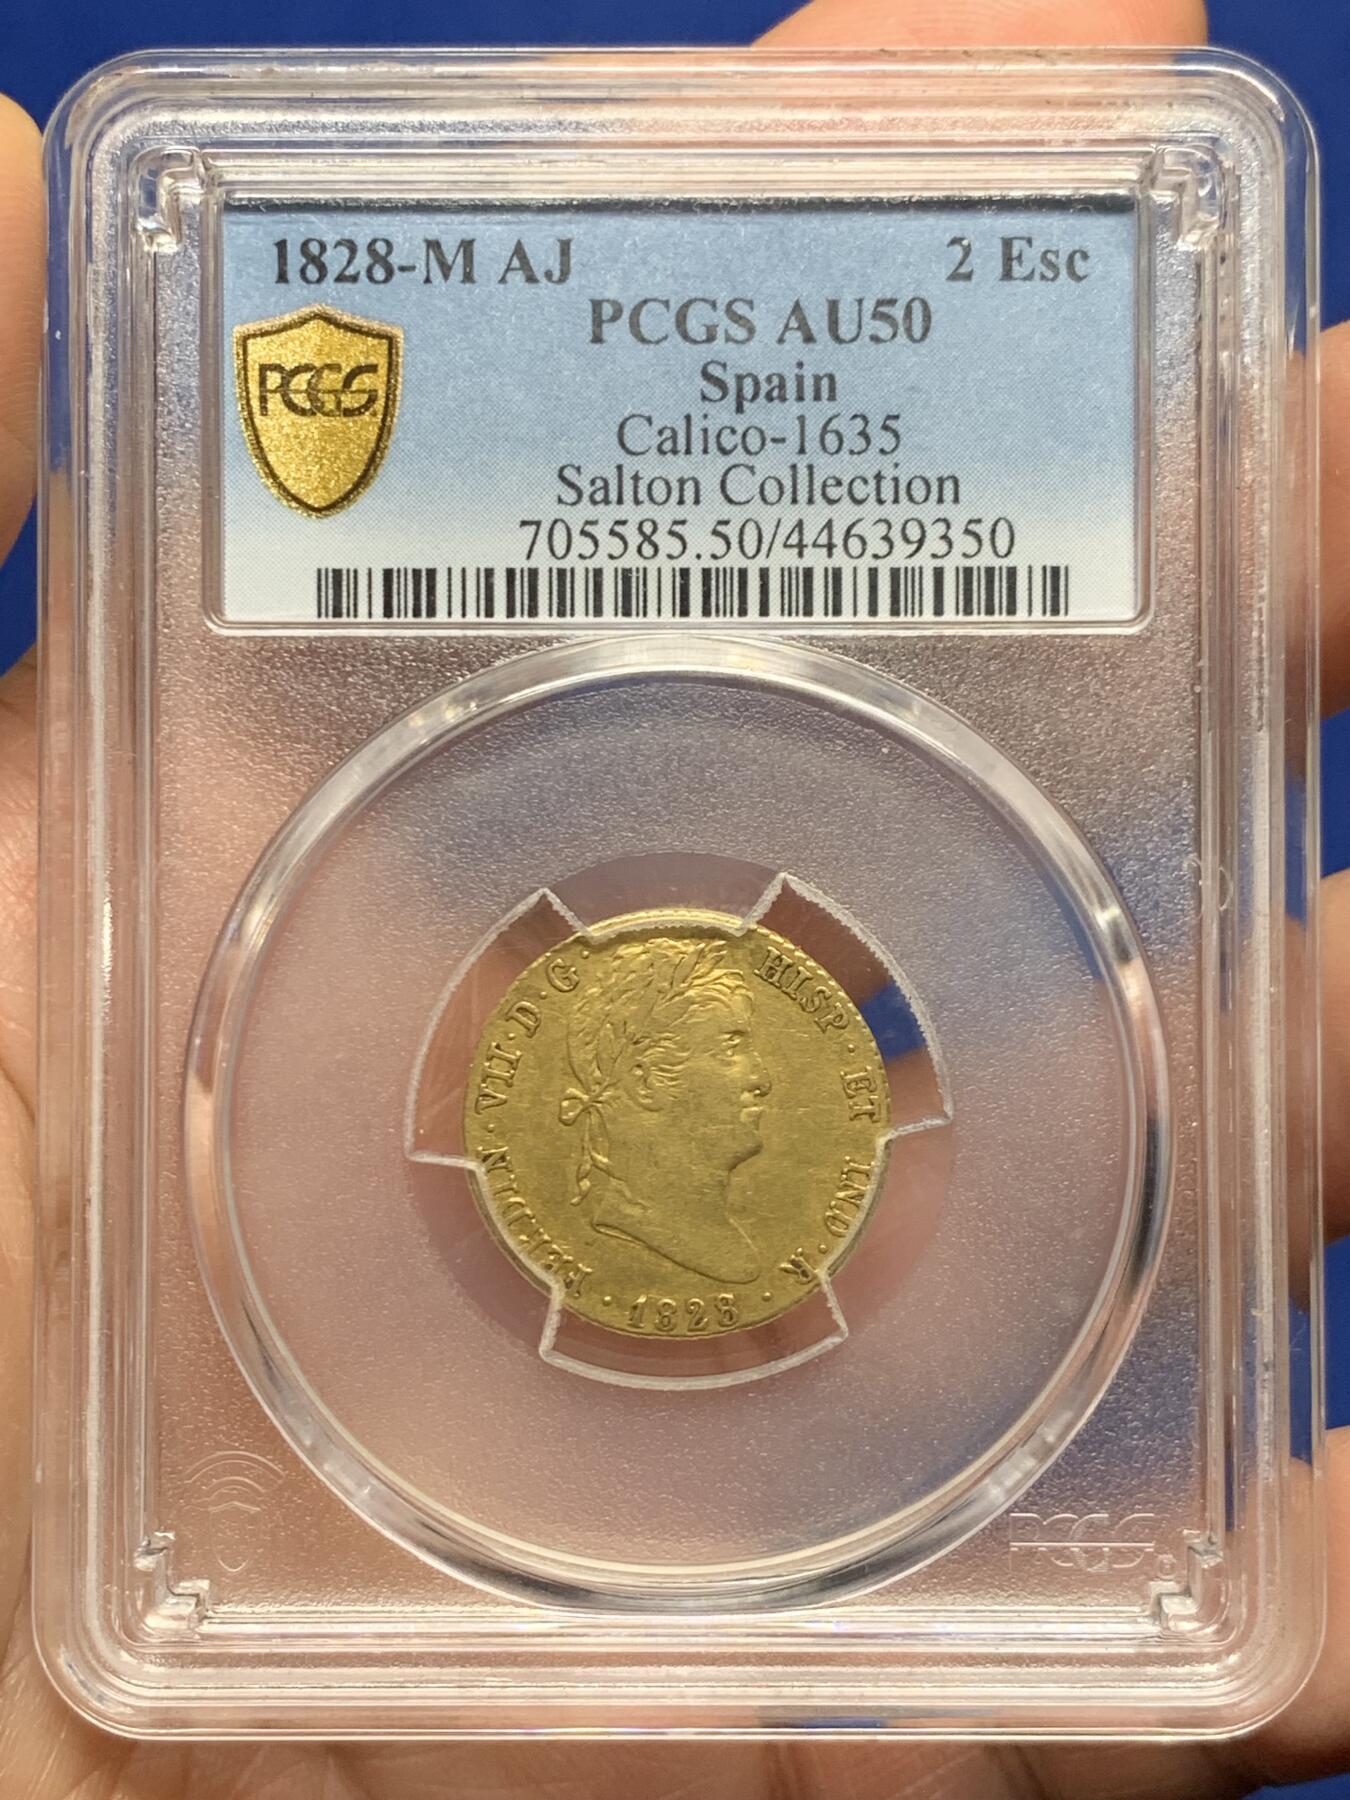 1828-M AJ 2 Esc
PCGS AU50
PCGS
Spain
Calico-1635
Salton Collection
705585.50/44639350
FERDIN · VII · D · G · HISP · ET IND · R ·
· 1828 ·
PCGS